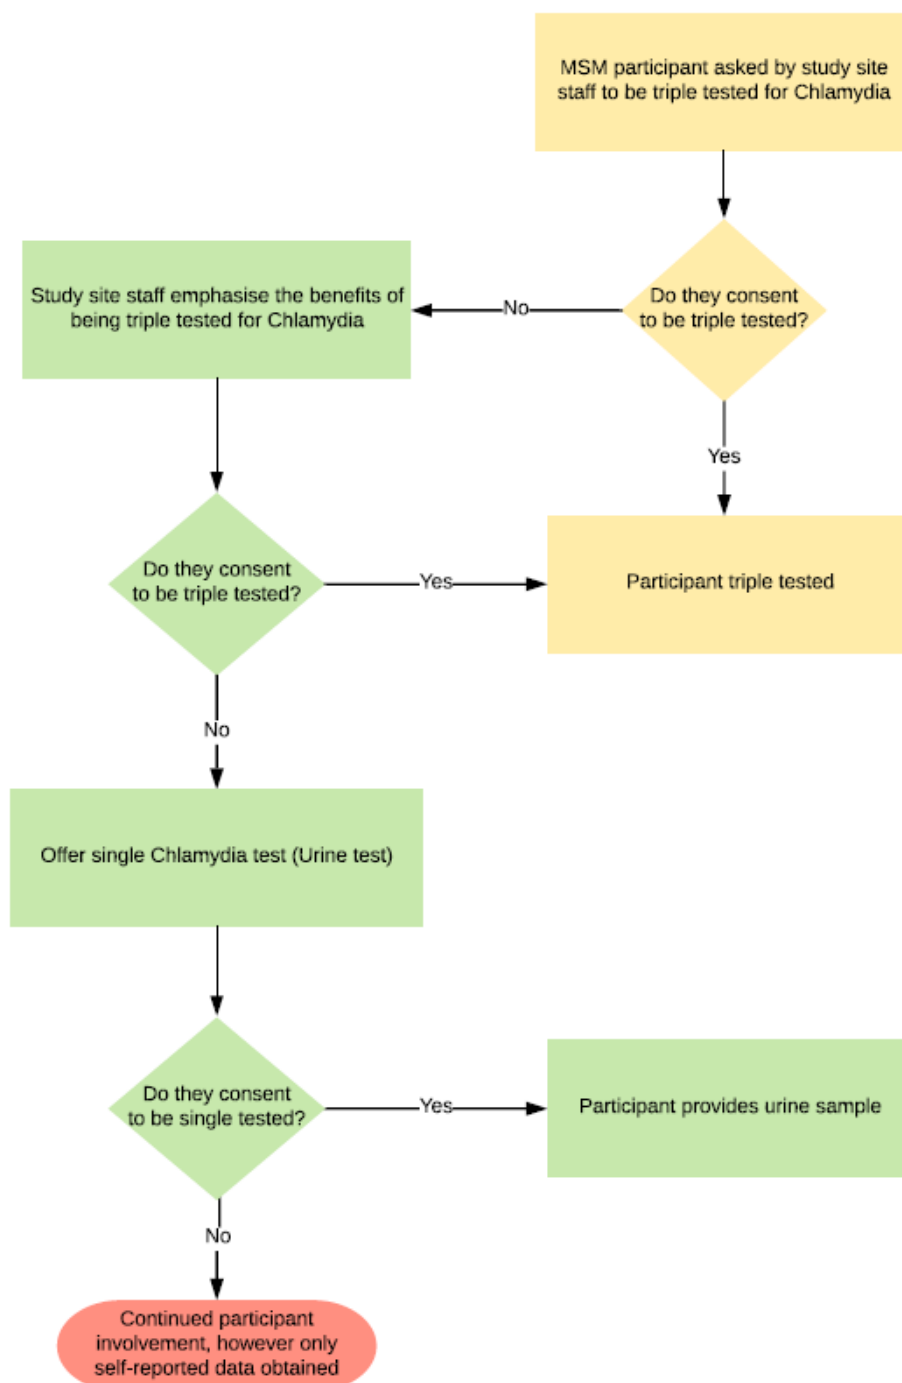 MSM participant asked by study site
staff to be triple tested for Chlamydia
Do they consent
to be triple tested?
No
Study site staff emphasise the benefits of
being triple tested for Chlamydia
Yes
Do they consent
to be triple tested?
Yes
Participant triple tested
No
Offer single Chlamydia test (Urine test)
Do they consent
to be single tested?
Yes
Participant provides urine sample
No
Continued participant
involvement, however only
self-reported data obtained